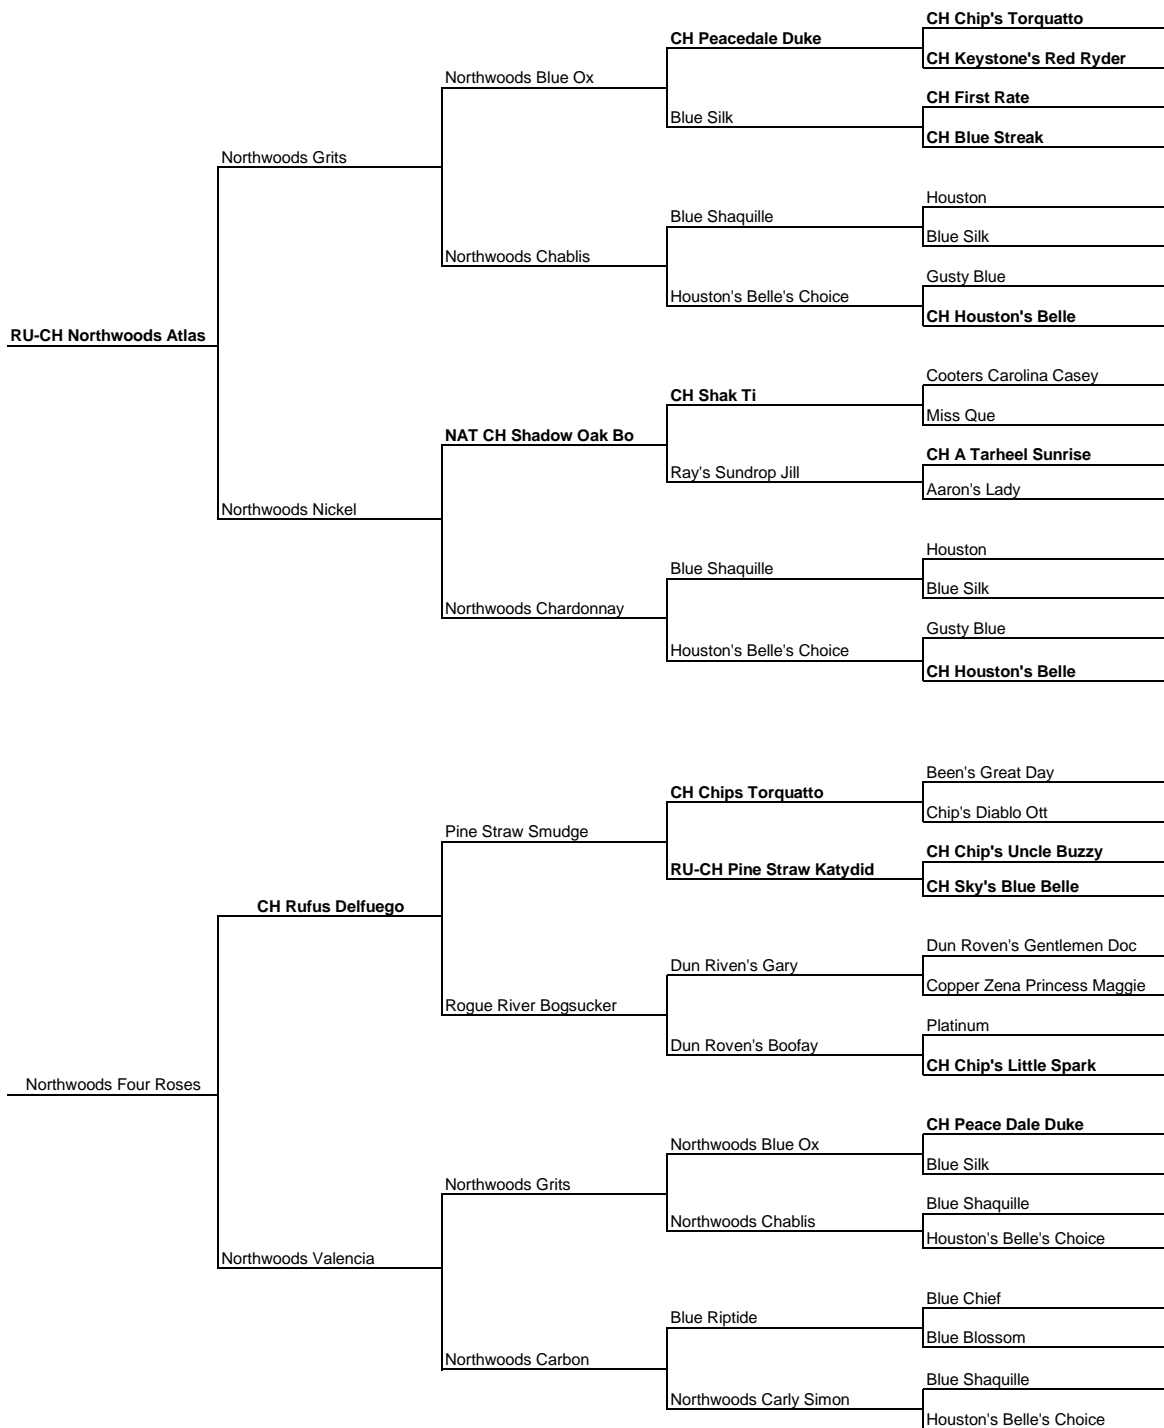 CH Chip's Torquatto
CH Peacedale Duke
CH Keystone's Red Ryder
Northwoods Blue Ox
CH First Rate
Blue Silk
CH Blue Streak
Northwoods Grits
Houston
Blue Shaquille
Blue Silk
Northwoods Chablis
Gusty Blue
Houston's Belle's Choice
CH Houston's Belle
RU-CH Northwoods Atlas
Cooters Carolina Casey
CH Shak Ti
Miss Que
NAT CH Shadow Oak Bo
CH A Tarheel Sunrise
Ray's Sundrop Jill
Aaron's Lady
Northwoods Nickel
Houston
Blue Shaquille
Blue Silk
Northwoods Chardonnay
Gusty Blue
Houston's Belle's Choice
CH Houston's Belle
Been's Great Day
CH Chips Torquatto
Chip's Diablo Ott
Pine Straw Smudge
CH Chip's Uncle Buzzy
RU-CH Pine Straw Katydid
CH Sky's Blue Belle
CH Rufus Delfuego
Dun Roven's Gentlemen Doc
Dun Riven's Gary
Copper Zena Princess Maggie
Rogue River Bogsucker
Platinum
Dun Roven's Boofay
CH Chip's Little Spark
Northwoods Four Roses
CH Peace Dale Duke
Northwoods Blue Ox
Blue Silk
Northwoods Grits
Blue Shaquille
Northwoods Chablis
Houston's Belle's Choice
Northwoods Valencia
Blue Chief
Blue Riptide
Blue Blossom
Northwoods Carbon
Blue Shaquille
Northwoods Carly Simon
Houston's Belle's Choice